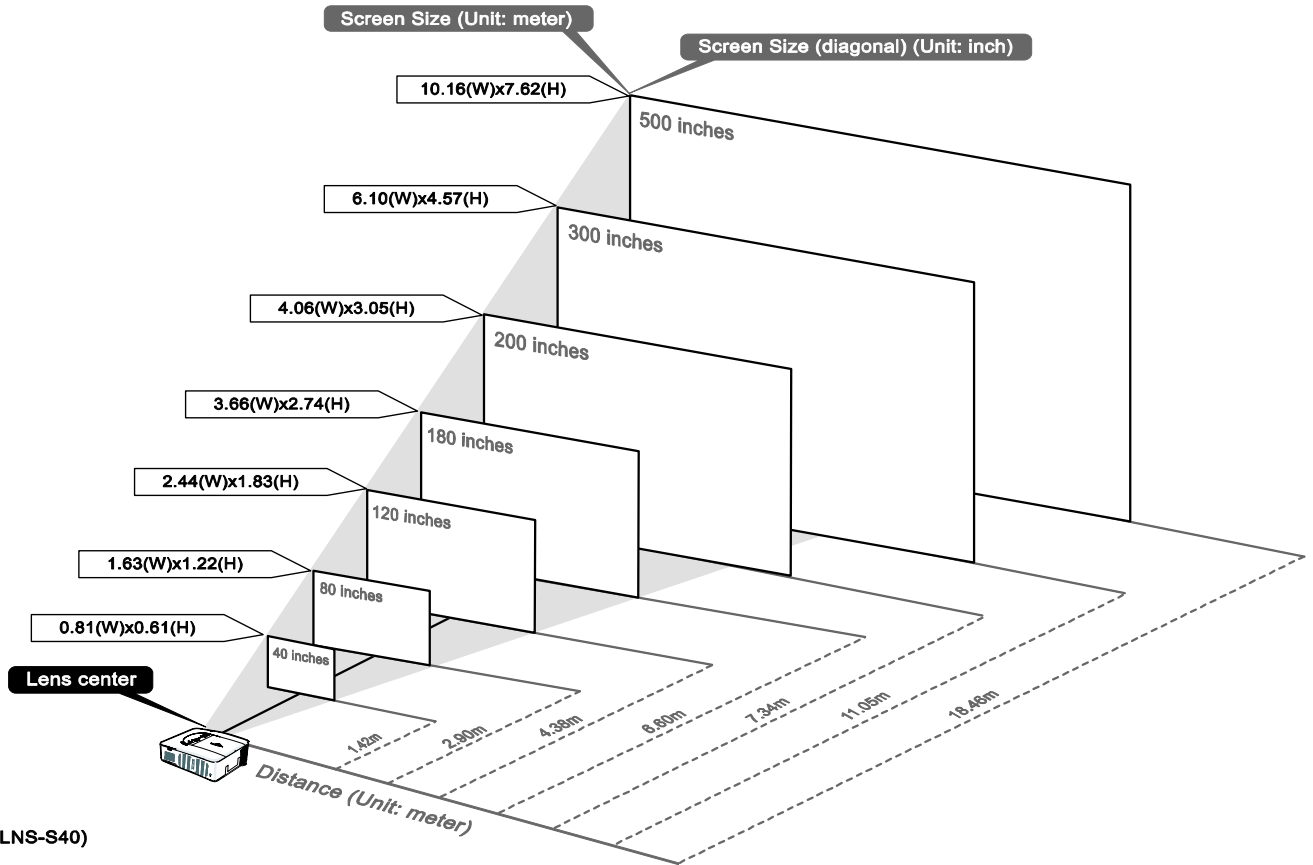 Screen Size (Unit: meter)
Screen Size (diagonal) (Unit: inch)
10.16(W)x7.62(H)
500 inches
6.10(W)x4.57(H)
300 inches
4.06(W)x3.05(H)
200 inches
3.66(W)x2.74(H)
180 inches
2.44(W)x1.83(H)
120 inches
1.63(W)x1.22(H)
80 inches
0.81(W)x0.61(H)
40 inches
Lens center
1.42m
2.90m
4.38m
6.60m
7.34m
11.05m
18.46m
Distance (Unit: meter)
LNS-S40)